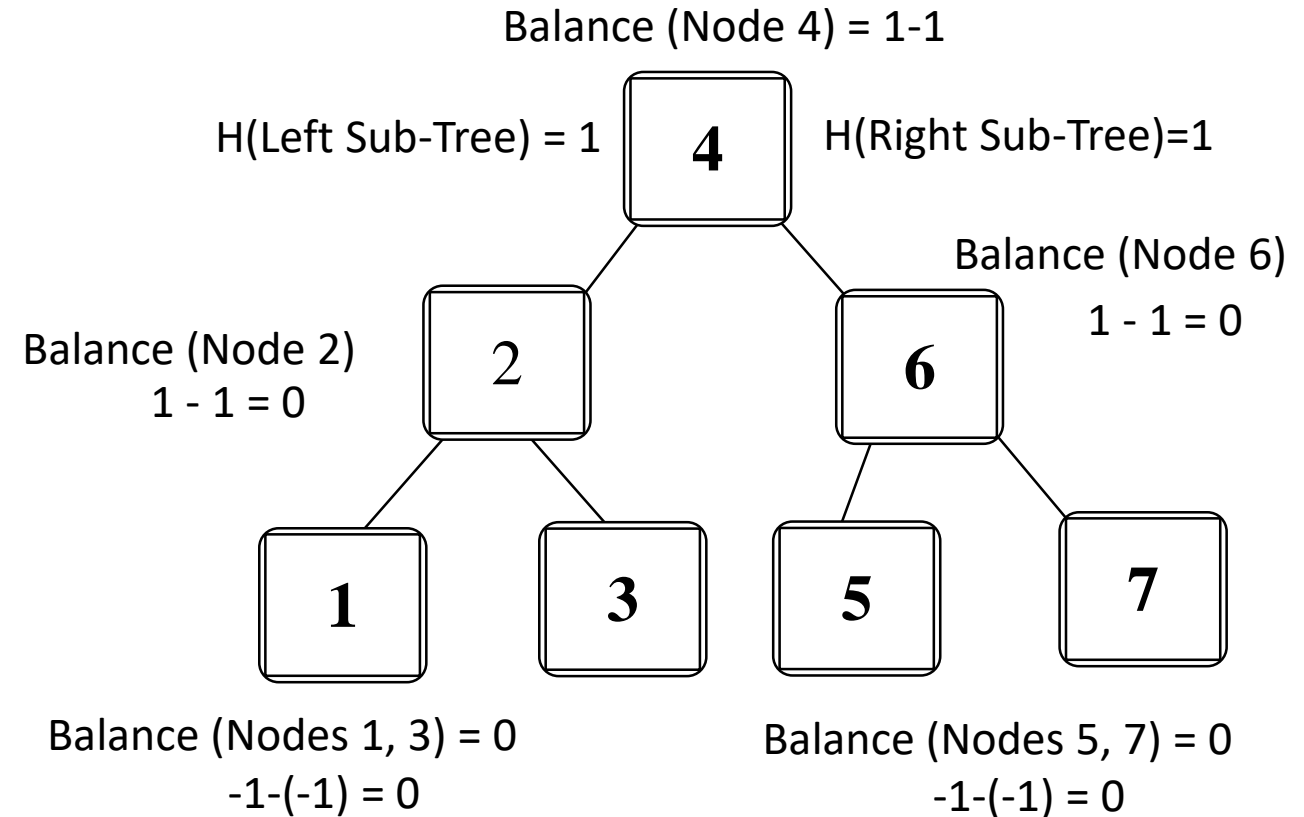 Balance (Node 4) = 1-1
H(Left Sub-Tree) = 1
4
H(Right Sub-Tree)=1
Balance (Node 6)
1 - 1 = 0
Balance (Node 2)
1 - 1 = 0
2
6
1
3
5
7
Balance (Nodes 1, 3) = 0
-1-(-1) = 0
Balance (Nodes 5, 7) = 0
-1-(-1) = 0